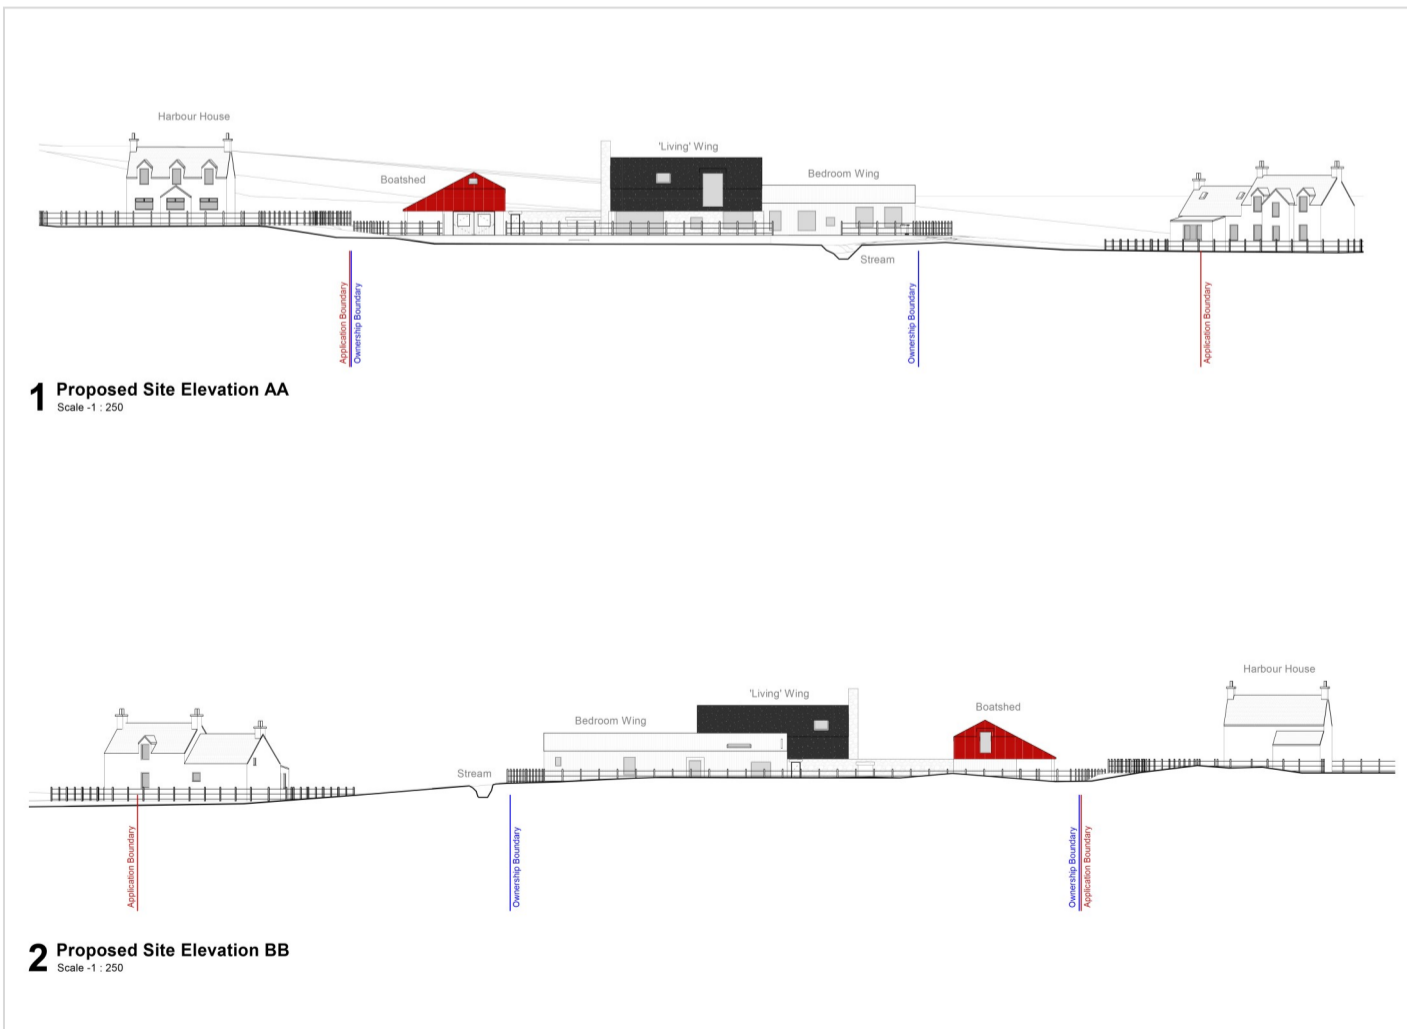 Harbour House
'Living' Wing
Boatshed
Bedroom Wing
Stream
Application Boundary
Ownership Boundary
Ownership Boundary
Application Boundary
1 Proposed Site Elevation AA
Scale -1 : 250
Harbour House
'Living' Wing
Boatshed
Bedroom Wing
Stream
Application Boundary
Ownership Boundary
Ownership Boundary
Application Boundary
2 Proposed Site Elevation BB
Scale -1 : 250